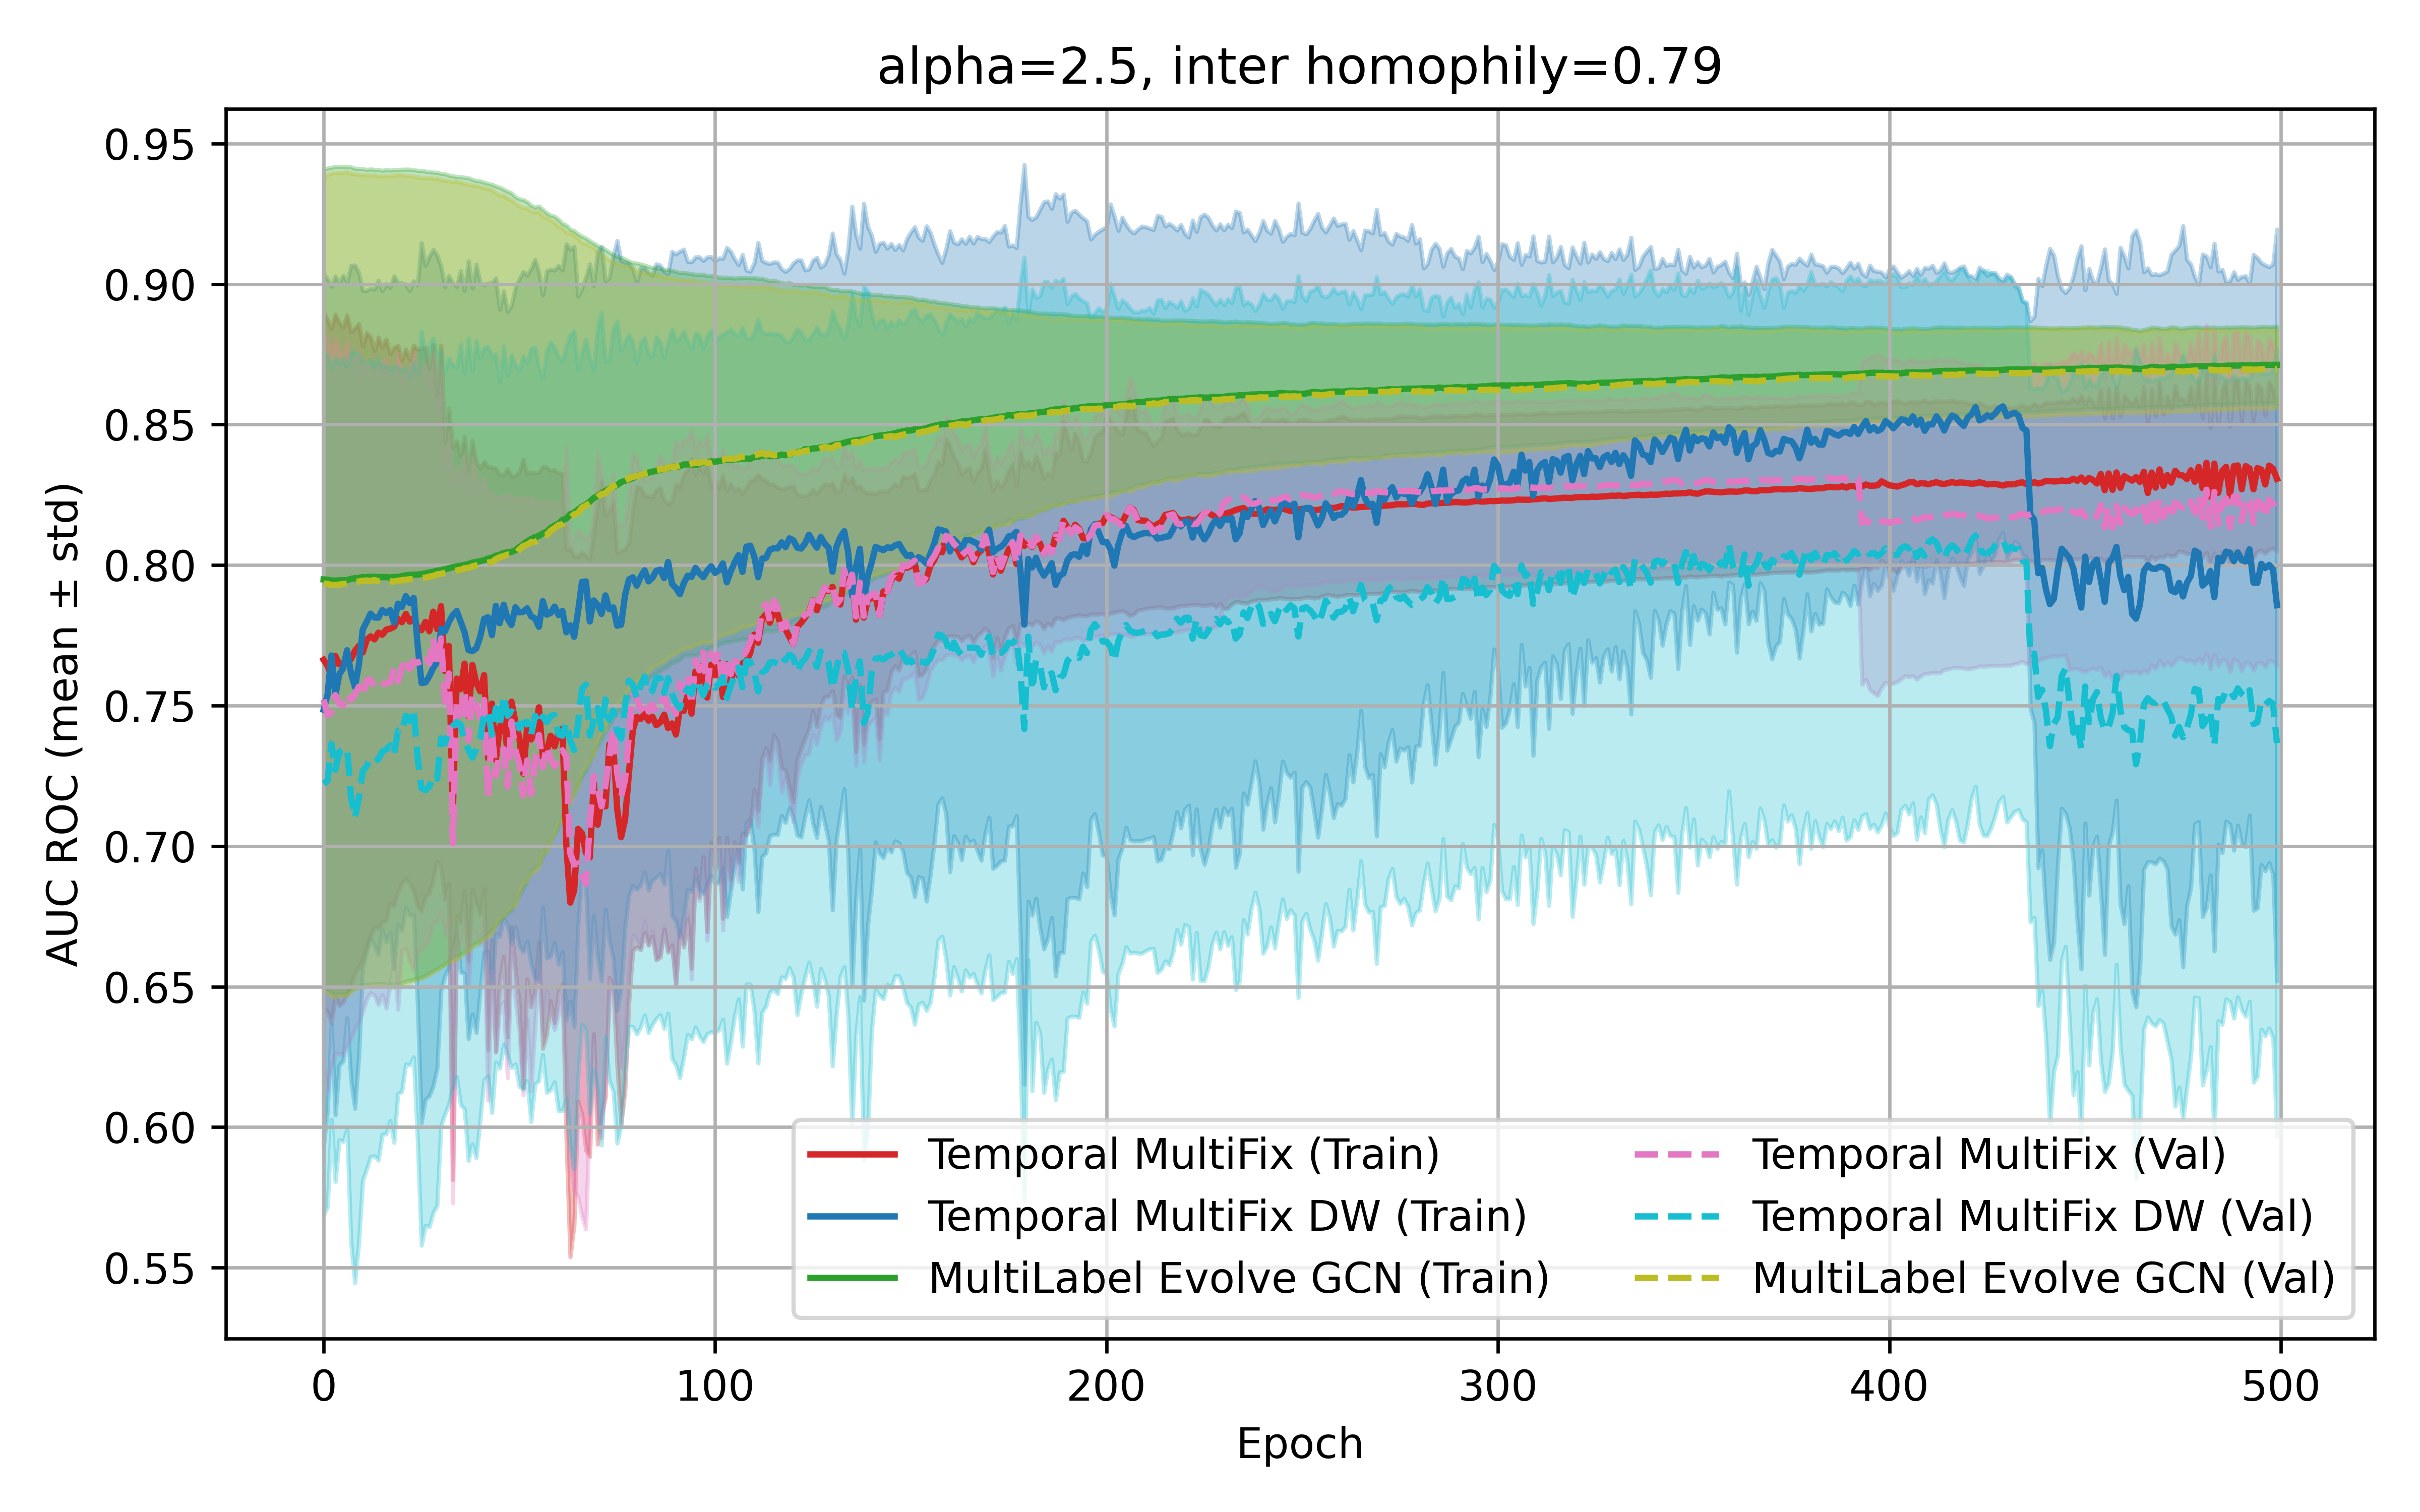 alpha=2.5, inter homophily=0.79
AUC ROC (mean ± std)
0.95
0.90
0.85
0.80
0.75
0.70
0.65
0.60
0.55
Temporal MultiFix (Train)
Temporal MultiFix DW (Train)
MultiLabel Evolve GCN (Train)
Temporal MultiFix (Val)
Temporal MultiFix DW (Val)
MultiLabel Evolve GCN (Val)
0 100 200 300 400 500
Epoch